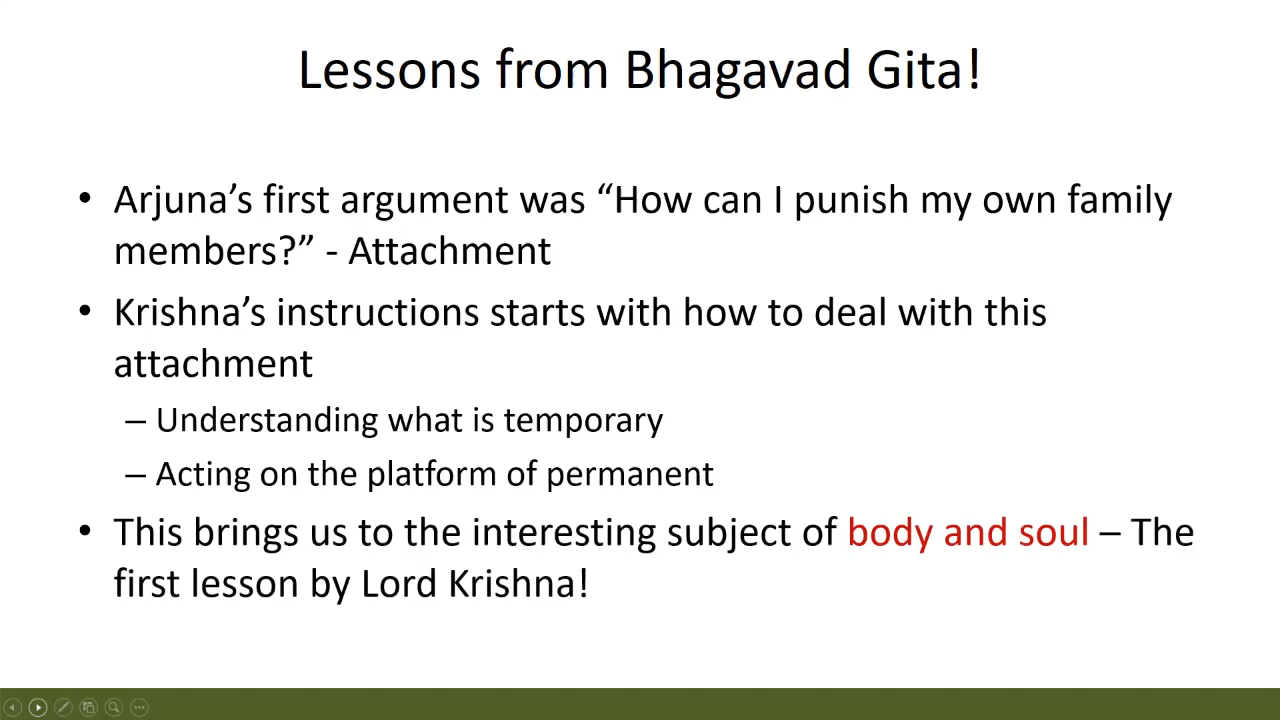 Lessons from Bhagavad Gita!
• Arjuna’s first argument was “How can I punish my own family
members?” - Attachment
• Krishna’s instructions starts with how to deal with this
attachment
– Understanding what is temporary
– Acting on the platform of permanent
• This brings us to the interesting subject of body and soul – The
first lesson by Lord Krishna!